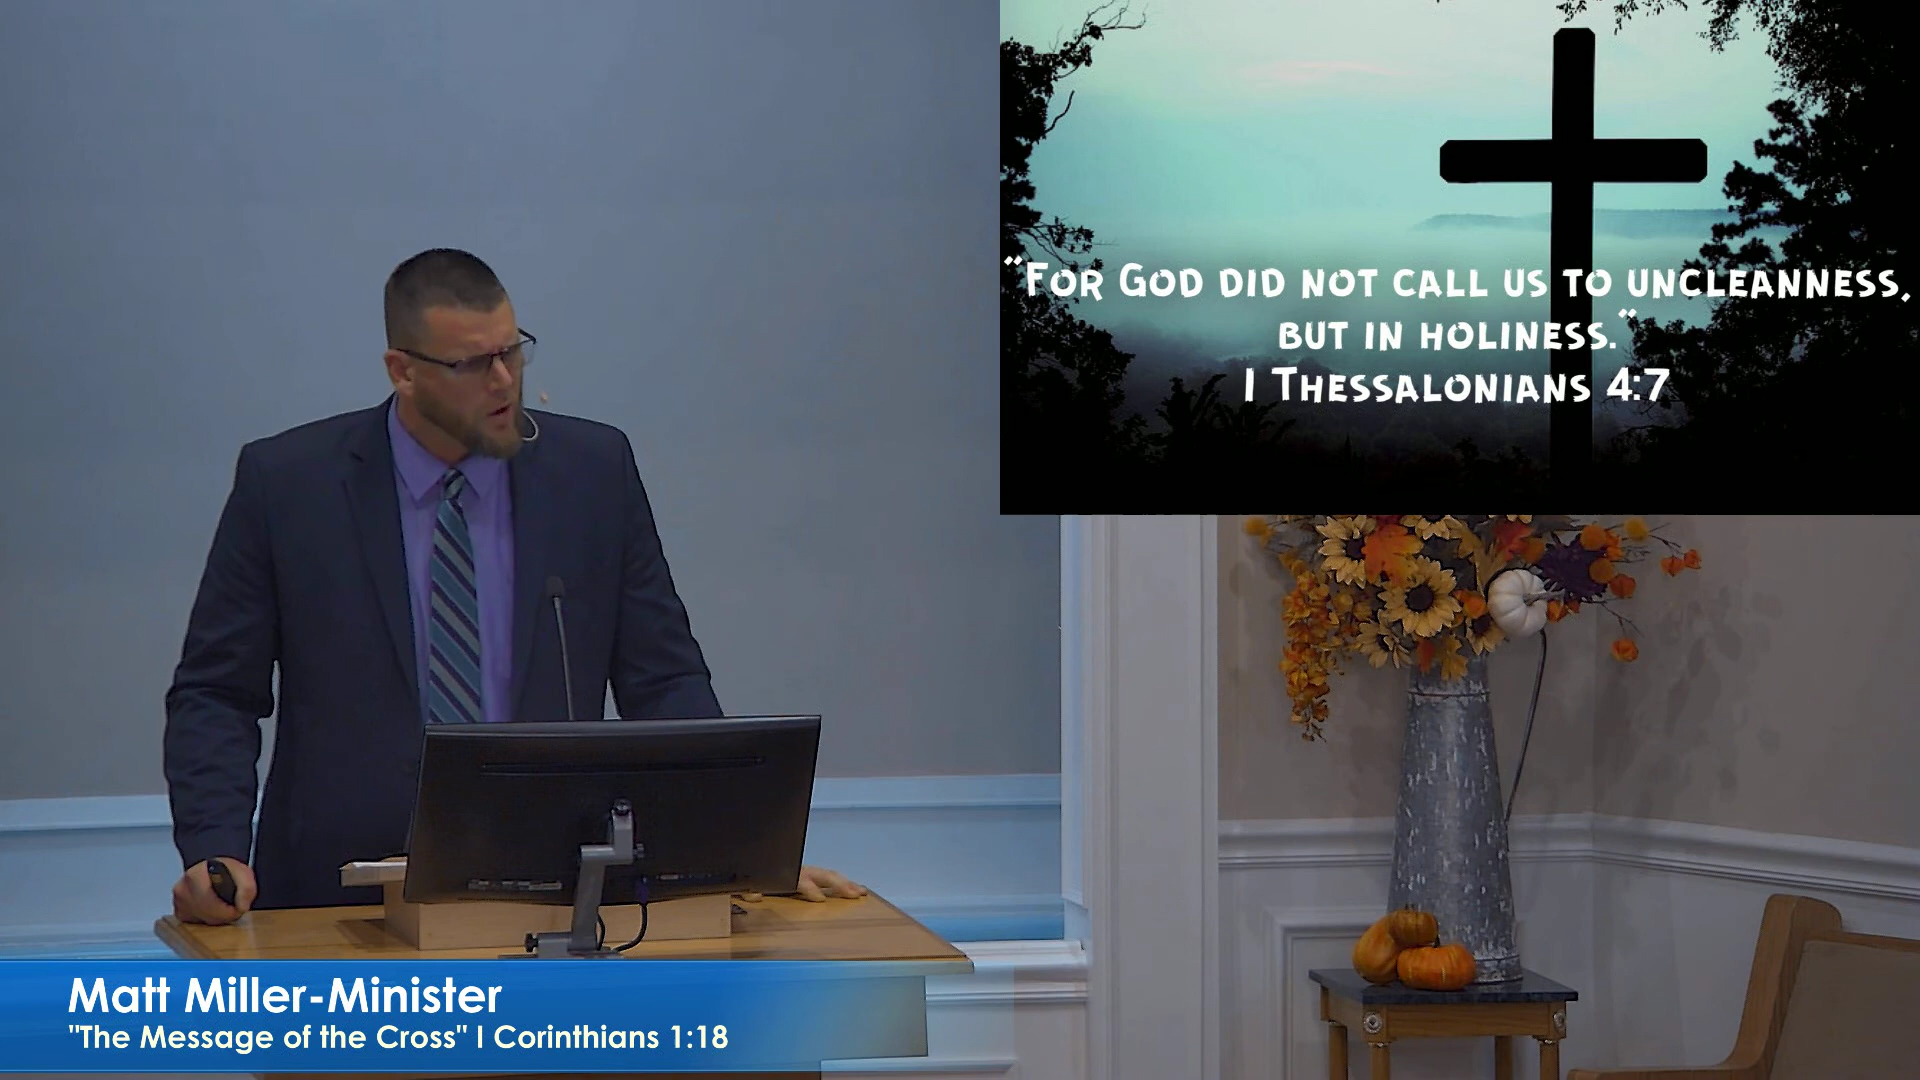 "For God did not call us to uncleanness,
but in holiness."
I Thessalonians 4:7
Matt Miller-Minister
"The Message of the Cross" I Corinthians 1:18